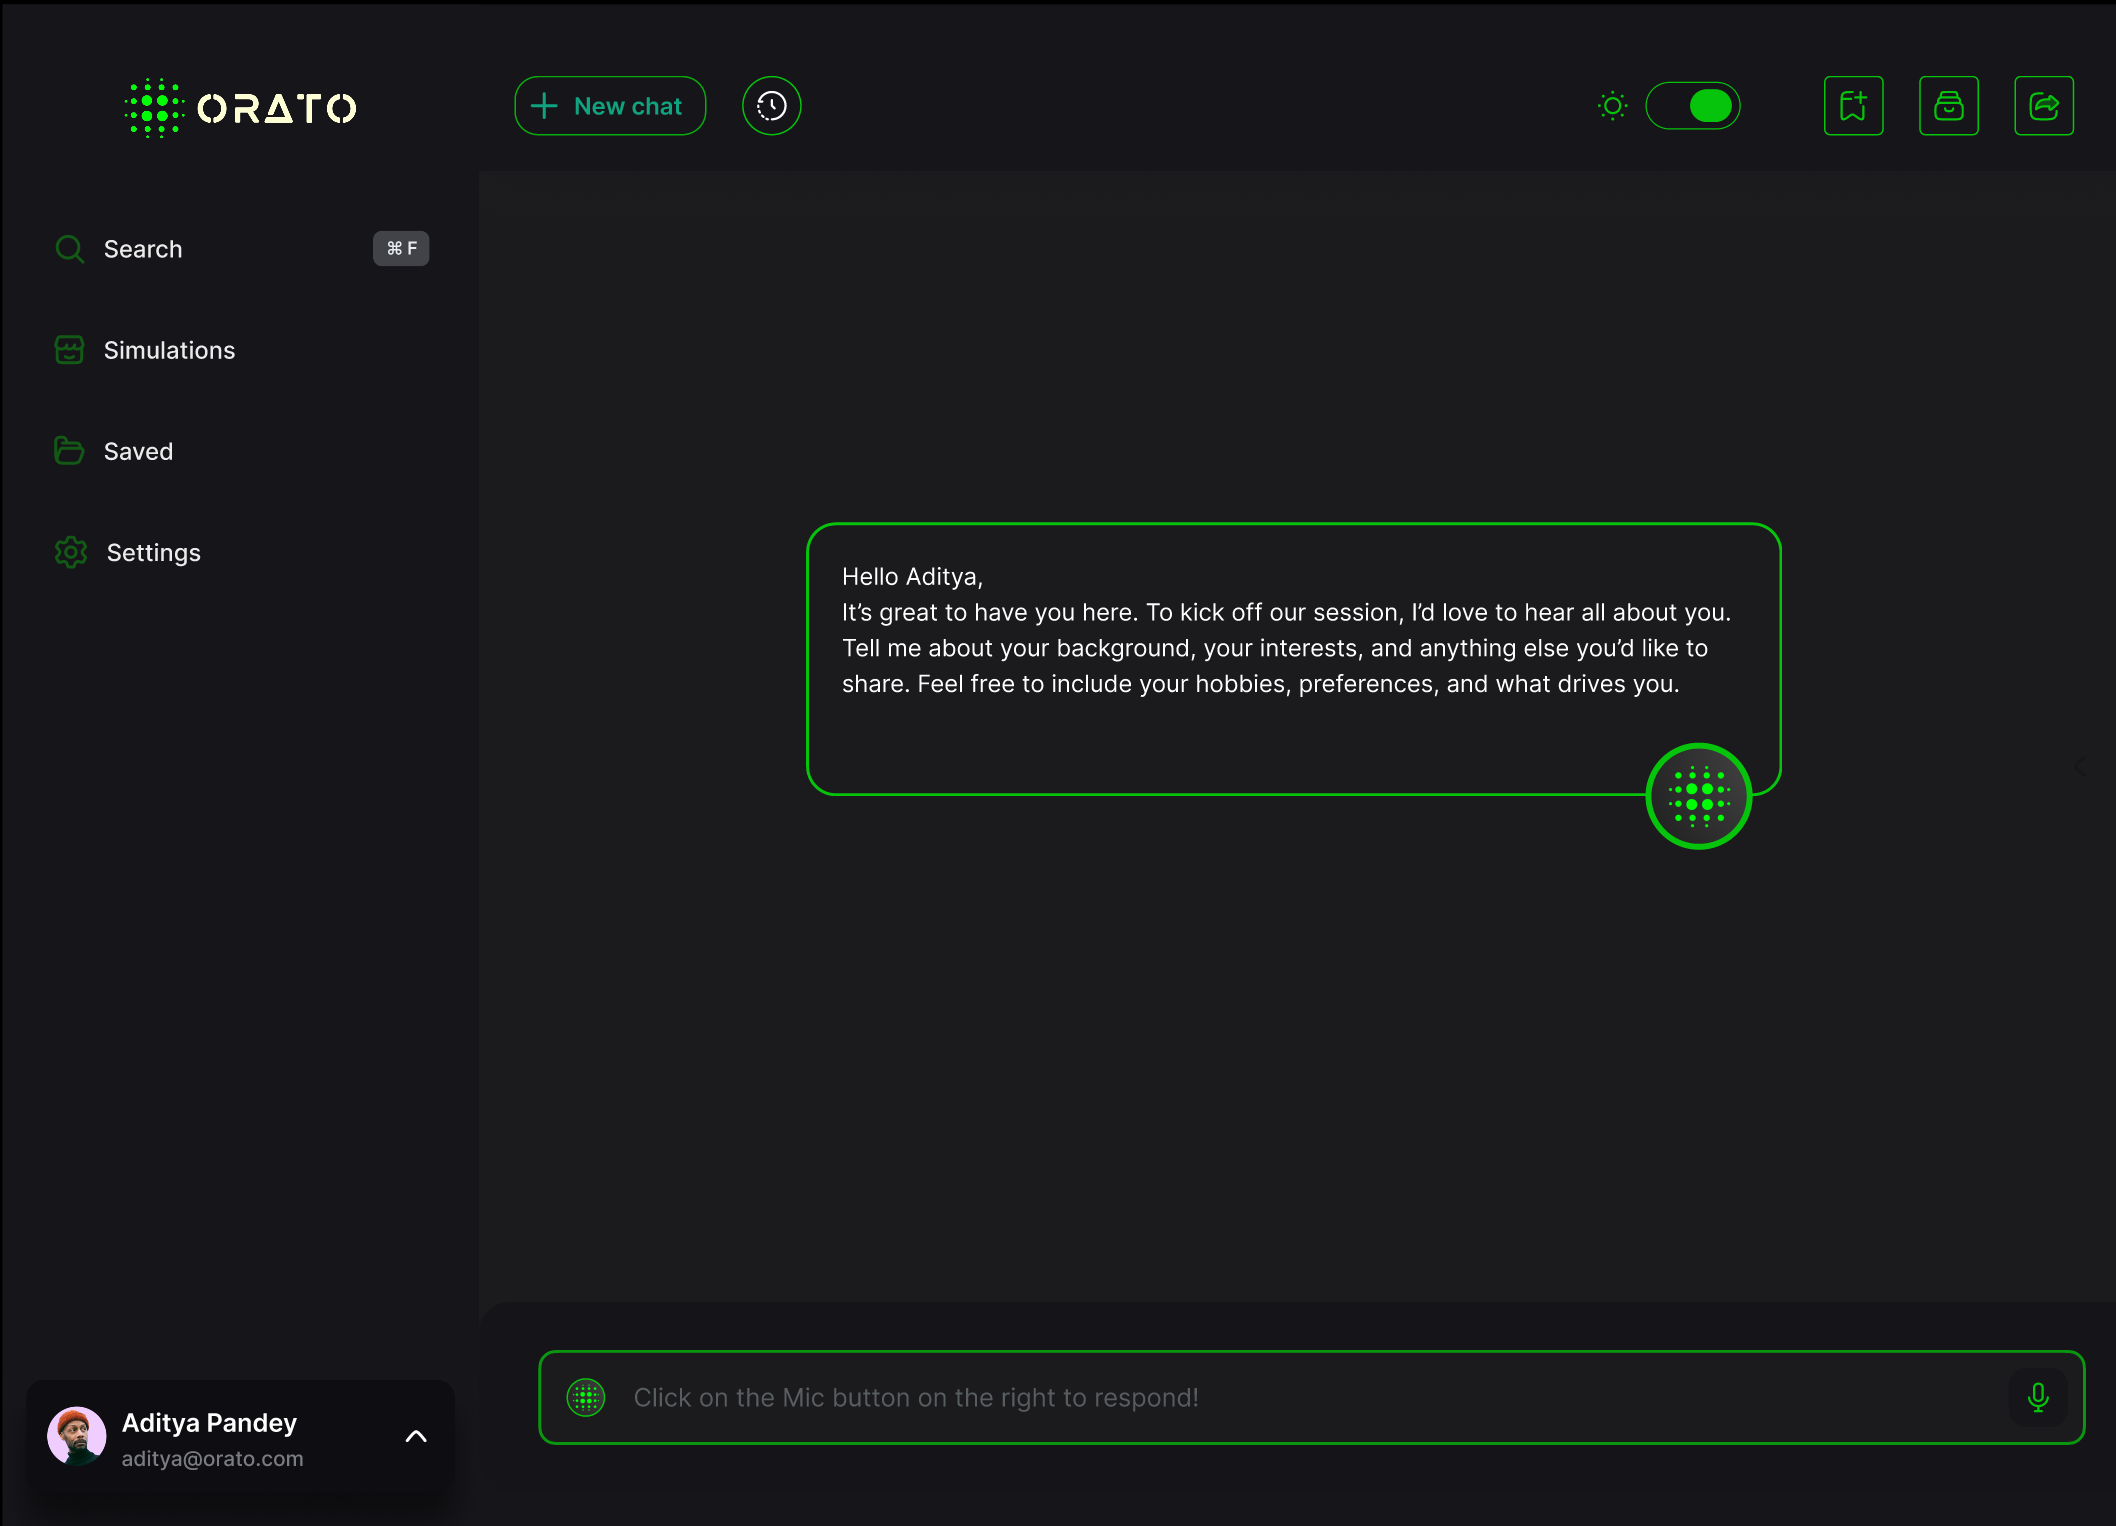 ORATO
New chat
Search
⌘ F
Simulations
Saved
Settings
Hello Aditya,
It’s great to have you here. To kick off our session, I’d love to hear all about you.
Tell me about your background, your interests, and anything else you’d like to
share. Feel free to include your hobbies, preferences, and what drives you.
Click on the Mic button on the right to respond!
Aditya Pandey
aditya@orato.com